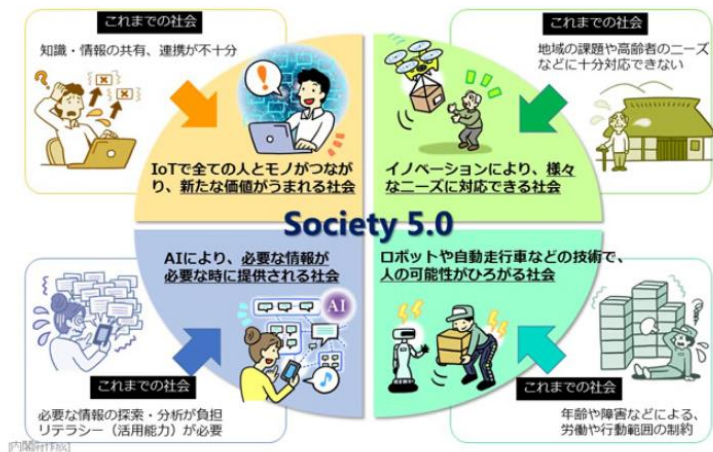 これまでの社会
知識・情報の共有、連携が不十分
IoTで全ての人とモノがつなが
り、新たな価値がうまれる社会
これまでの社会
地域の課題や高齢者のニーズ
などに十分対応できない
イノベーションにより、様々
なニーズに対応できる社会
Society 5.0
AIにより、必要な情報が
必要な時に提供される社会
AI
これまでの社会
必要な情報の探索・分析が負担
リテラシー（活用能力）が必要
ロボットや自動走行車などの技術で、
人の可能性がひろがる社会
これまでの社会
年齢や障害などによる、
労働や行動範囲の制約
[内閣府作成]